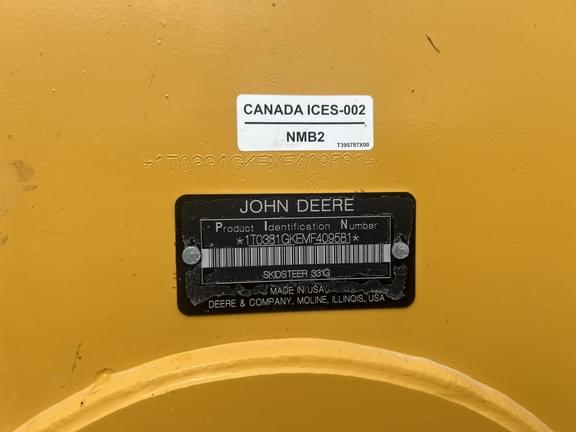 CANADA ICES-002
NMB2
T395787X00
*1T0331GKEMF409581*
JOHN DEERE
Product Identification Number
*1T0331GKEMF409581*
SKIDSTEER 331G
MADE IN USA
DEERE & COMPANY, MOLINE, ILLINOIS, USA